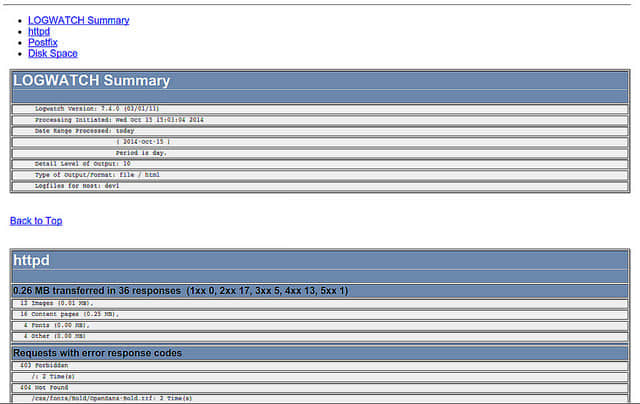 LOGWATCH Summary
httpd
Postfix
Disk Space
LOGWATCH Summary
Logwatch Version: 7.4.0 (03/01/11)
Processing Initiated: Wed Oct 15 15:03:04 2014
Date Range Processed: today
( 2014-Oct-15 )
Period is day.
Detail Level of Output: 10
Type of Output/Format: file / html
Logfiles for Host: dev1
Back to Top
httpd
0.26 MB transferred in 36 responses (1xx 0, 2xx 17, 3xx 5, 4xx 13, 5xx 1)
12 Images (0.01 MB),
16 Content pages (0.25 MB),
4 Fonts (0.00 MB),
4 Other (0.00 MB)
Requests with error response codes
403 Forbidden
/: 2 Time(s)
404 Not Found
/css/fonts/Bold/OpenSans-Bold.ttf: 2 Time(s)